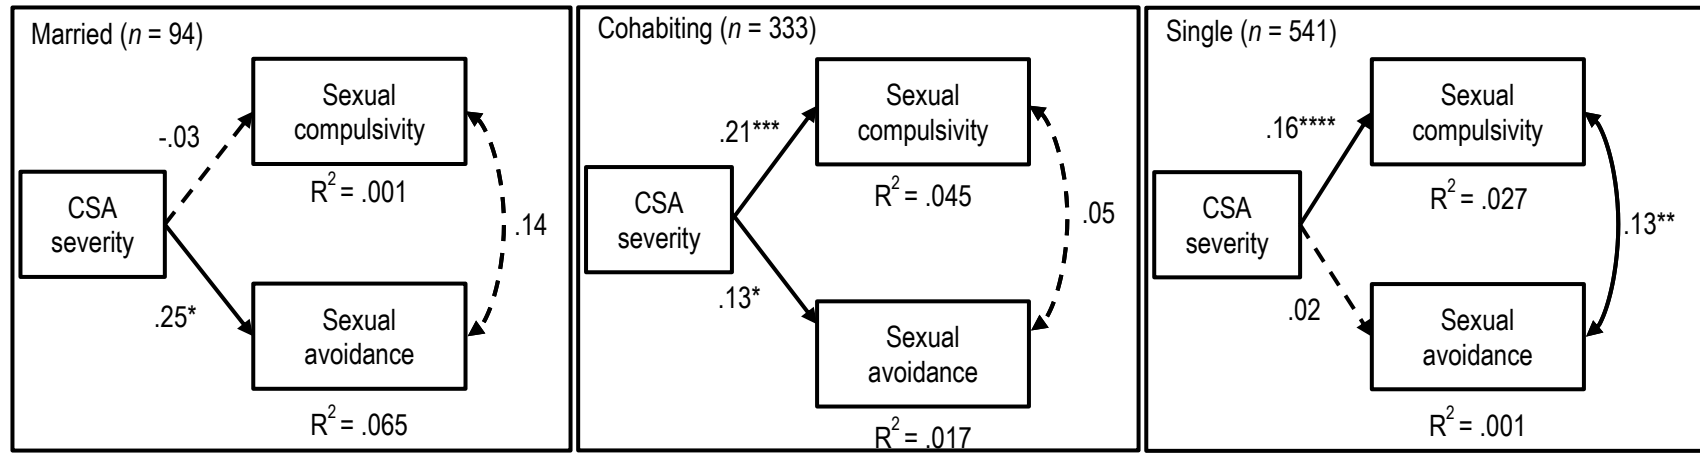 Married (n = 94)
Sexual
compulsivity
-.03
R² = .001
CSA
severity
.14
.25*
Sexual
avoidance
R² = .065
Cohabiting (n = 333)
Sexual
compulsivity
.21***
R² = .045
CSA
severity
.05
.13*
Sexual
avoidance
R² = .017
Single (n = 541)
Sexual
compulsivity
.16****
R² = .027
CSA
severity
.13**
.02
Sexual
avoidance
R² = .001